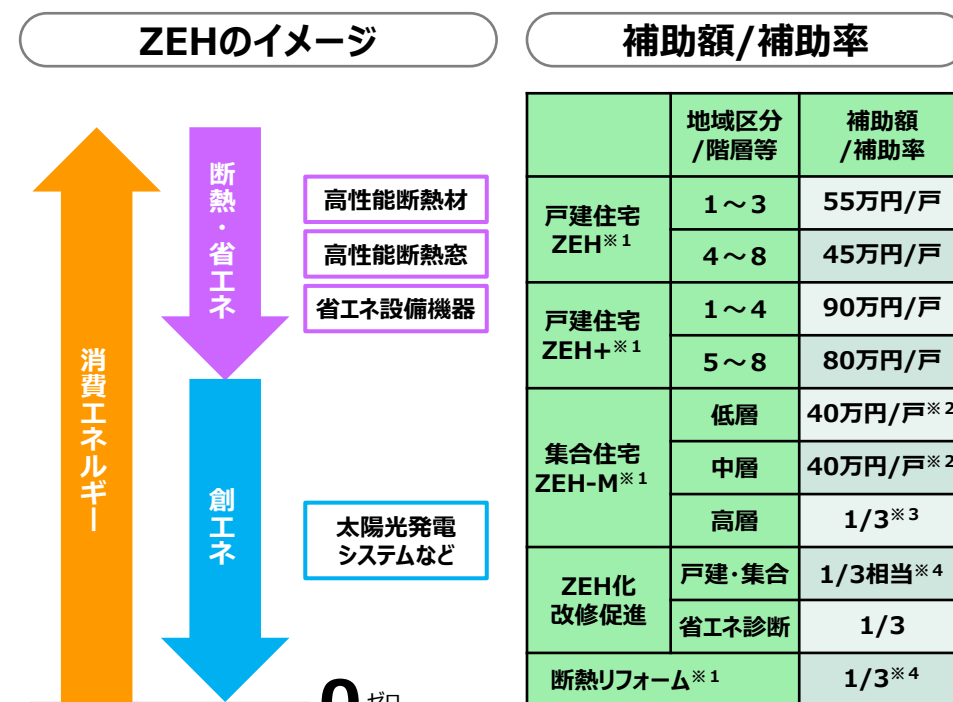 ZEHのイメージ
消費エネルギー
断熱・省エネ
高性能断熱材
高性能断熱窓
省エネ設備機器
創エネ
太陽光発電
システムなど
0 ゼロ
補助額/補助率
地域区分
/階層等
補助額
/補助率
戸建住宅
ZEH※1
1～3
55万円/戸
4～8
45万円/戸
戸建住宅
ZEH+※1
1～4
90万円/戸
5～8
80万円/戸
集合住宅
ZEH-M※1
低層
40万円/戸※2
中層
40万円/戸※2
高層
1/3※3
ZEH化
改修促進
戸建・集合
1/3相当※4
省エネ診断
1/3
断熱リフォーム※1
1/3※4